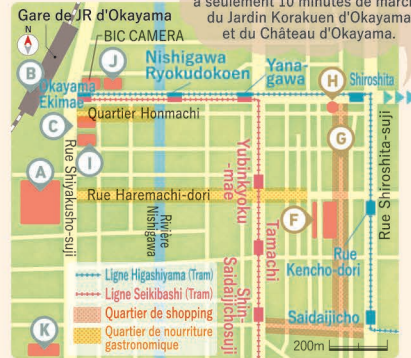 à seulement 10 minutes de marche
du Jardin Korakuen d'Okayama
et du Château d'Okayama.
Gare de JR d'Okayama
N
BIC CAMERA
J
B
Okayama
Ekimae
Nishigawa
Ryokudokoen
Yana-
gawa
H
Shiroshita
C
Quartier Honmachi
G
I
A
Rue Shiyakusho-suji
Rue Haremachi-dori
Rivière
Nishigawa
Yubinkyoku
-mae
Tamachi
Shin-
Saidaijichosuji
F
Rue Shiroshita-suji
Rue
Kencho-dori
Saidaijicho
Ligne Higashiyama (Tram)
Ligne Seikibashi (Tram)
Quartier de shopping
Quartier de nourriture
gastronomique
K
200m